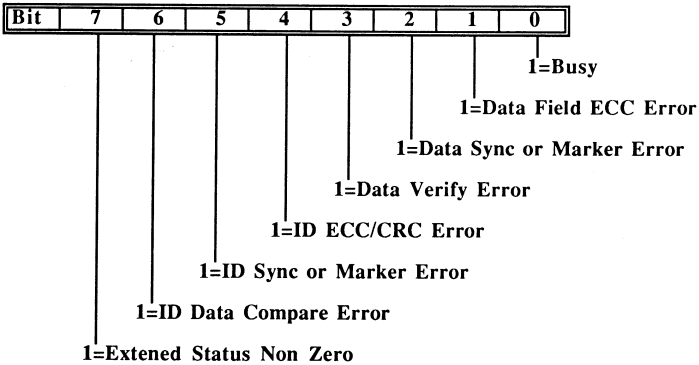 Bit 7 6 5 4 3 2 1 0
1=Busy
1=Data Field ECC Error
1=Data Sync or Marker Error
1=Data Verify Error
1=ID ECC/CRC Error
1=ID Sync or Marker Error
1=ID Data Compare Error
1=Extened Status Non Zero